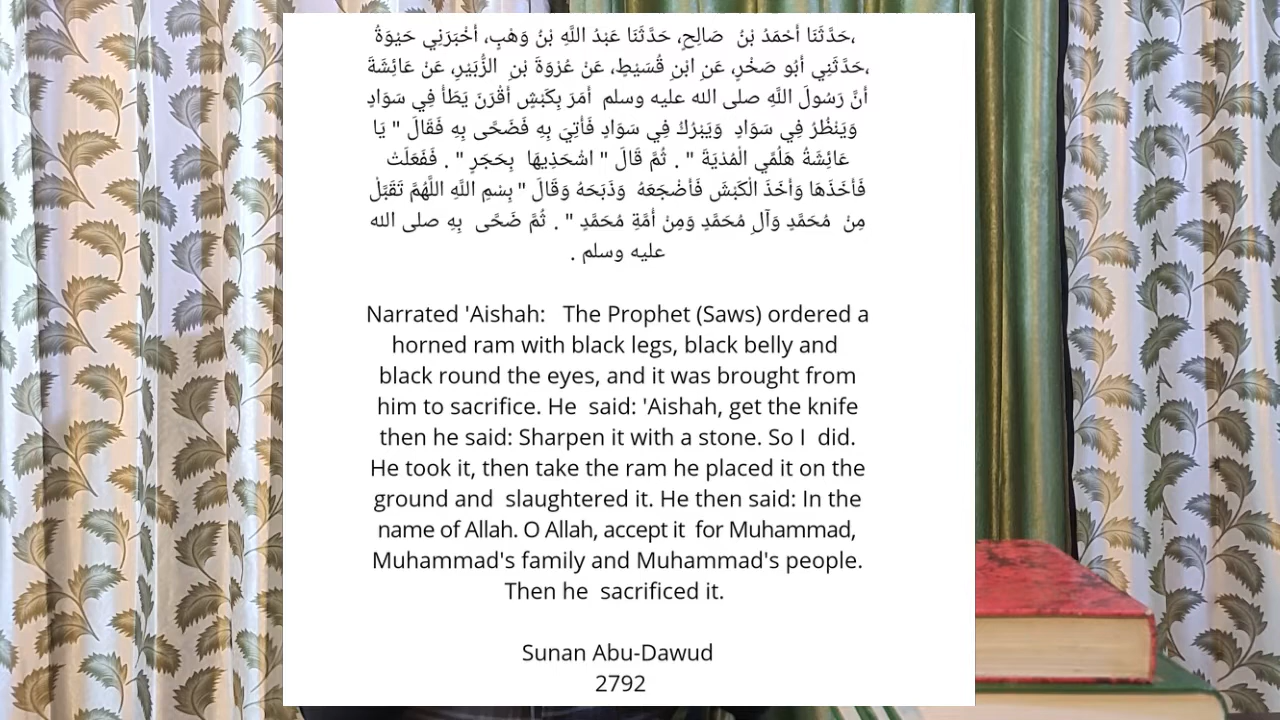 حَدَّثَنَا أَحْمَدُ بْنُ صَالِحٍ، حَدَّثَنَا عَبْدُ اللَّهِ بْنُ وَهْبٍ، أَخْبَرَنِي حَيْوَةُ،
حَدَّثَنِي أَبُو صَخْرٍ، عَنِ ابْنِ قُسَيْطٍ، عَنْ عُرْوَةَ بْنِ الزُّبَيْرِ، عَنْ عَائِشَةَ،
أَنَّ رَسُولَ اللَّهِ صلى الله عليه وسلم أَمَرَ بِكَبْشٍ أَقْرَنَ يَطَأُ فِي سَوَادٍ
وَيَنْظُرُ فِي سَوَادٍ وَيَبْرُكُ فِي سَوَادٍ فَأُتِيَ بِهِ فَضَحَّى بِهِ فَقَالَ " يَا
عَائِشَةُ هَلُمِّي الْمُدْيَةَ " . ثُمَّ قَالَ " اشْحَذِيهَا بِحَجَرٍ " . فَفَعَلَتْ
فَأَخَذَهَا وَأَخَذَ الْكَبْشَ فَأَضْجَعَهُ وَذَبَحَهُ وَقَالَ " بِسْمِ اللَّهِ اللَّهُمَّ تَقَبَّلْ
مِنْ مُحَمَّدٍ وَآلِ مُحَمَّدٍ وَمِنْ أُمَّةِ مُحَمَّدٍ " . ثُمَّ ضَحَّى بِهِ صلى الله
عليه وسلم .
Narrated 'Aishah: The Prophet (Saws) ordered a
horned ram with black legs, black belly and
black round the eyes, and it was brought from
him to sacrifice. He said: 'Aishah, get the knife
then he said: Sharpen it with a stone. So I did.
He took it, then take the ram he placed it on the
ground and slaughtered it. He then said: In the
name of Allah. O Allah, accept it for Muhammad,
Muhammad's family and Muhammad's people.
Then he sacrificed it.
Sunan Abu-Dawud
2792